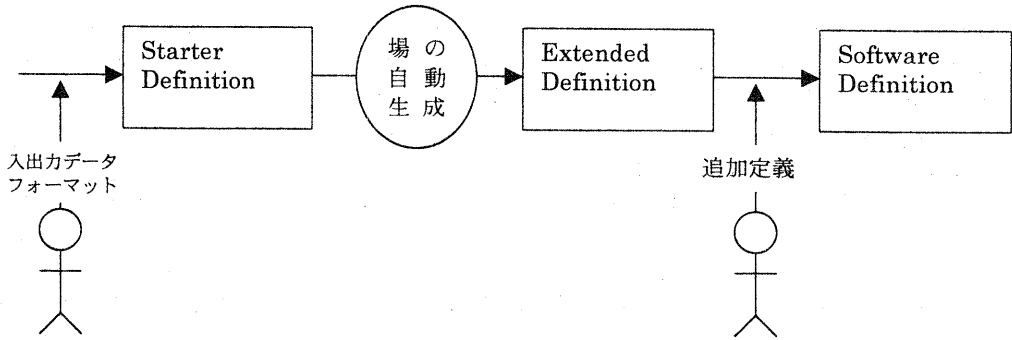 Starter
Definition
場の
自動
生成
Extended
Definition
Software
Definition
入出力データ
フォーマット
追加定義